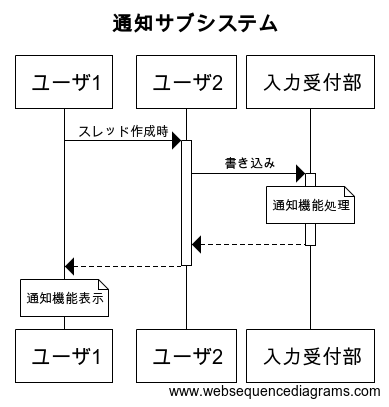 通知サブシステム
ユーザ1
ユーザ2
入力受付部
スレッド作成時
書き込み
通知機能処理
通知機能表示
ユーザ1
ユーザ2
入力受付部
www.websequencediagrams.com